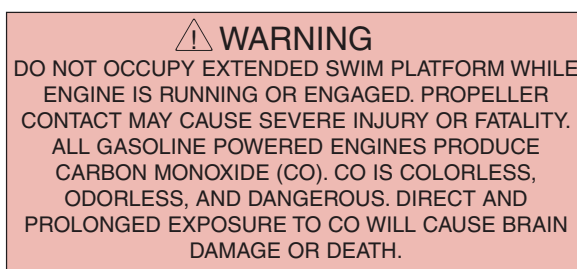 ⚠ WARNING
DO NOT OCCUPY EXTENDED SWIM PLATFORM WHILE
ENGINE IS RUNNING OR ENGAGED. PROPELLER
CONTACT MAY CAUSE SEVERE INJURY OR FATALITY.
ALL GASOLINE POWERED ENGINES PRODUCE
CARBON MONOXIDE (CO). CO IS COLORLESS,
ODORLESS, AND DANGEROUS. DIRECT AND
PROLONGED EXPOSURE TO CO WILL CAUSE BRAIN
DAMAGE OR DEATH.